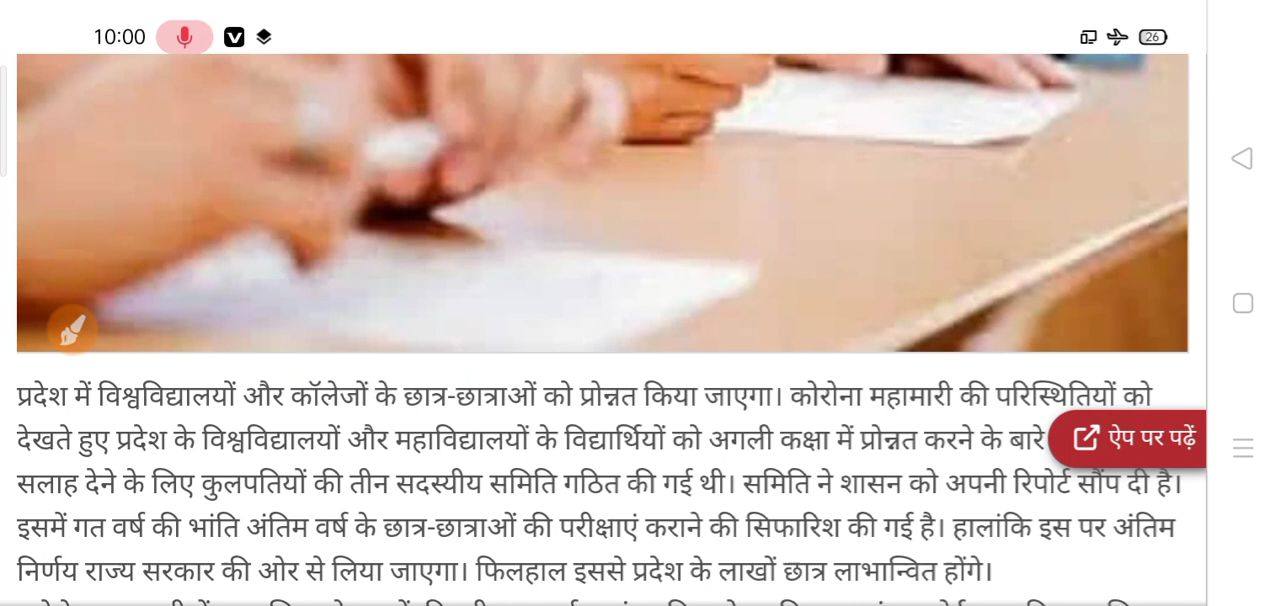 10:00
26
प्रदेश में विश्वविद्यालयों और कॉलेजों के छात्र-छात्राओं को प्रोन्नत किया जाएगा। कोरोना महामारी की परिस्थितियों को
देखते हुए प्रदेश के विश्वविद्यालयों और महाविद्यालयों के विद्यार्थियों को अगली कक्षा में प्रोन्नत करने के बारे
ऐप पर पढ़ें
सलाह देने के लिए कुलपतियों की तीन सदस्यीय समिति गठित की गई थी। समिति ने शासन को अपनी रिपोर्ट सौंप दी है।
इसमें गत वर्ष की भांति अंतिम वर्ष के छात्र-छात्राओं की परीक्षाएं कराने की सिफारिश की गई है। हालांकि इस पर अंतिम
निर्णय राज्य सरकार की ओर से लिया जाएगा। फिलहाल इससे प्रदेश के लाखों छात्र लाभान्वित होंगे।